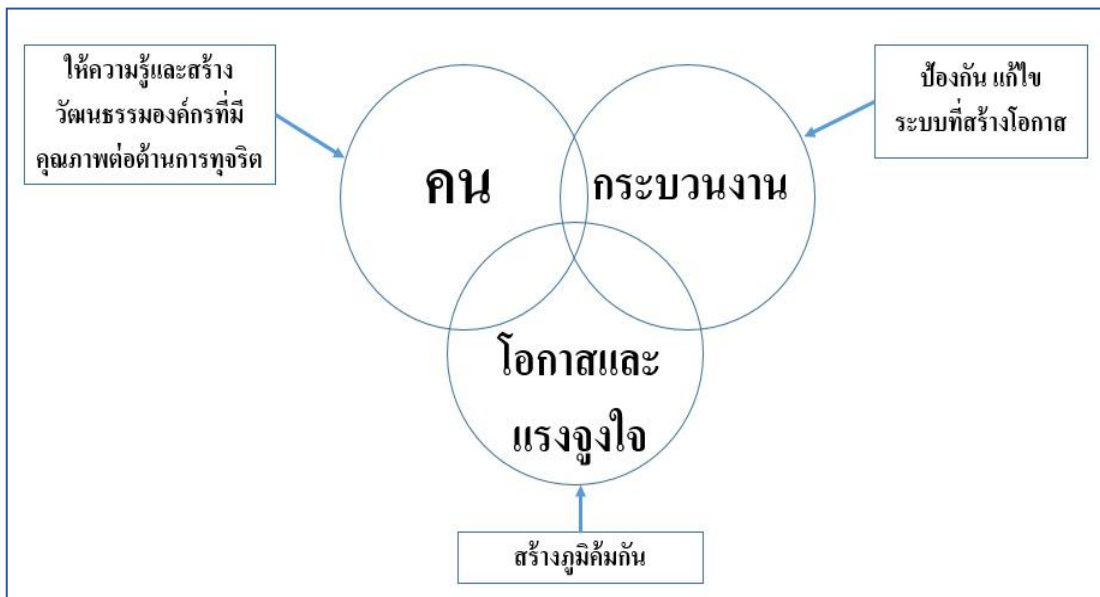 ให้ความรู้และสร้าง
วัฒนธรรมองค์กรที่มี
คุณภาพต่อต้านการทุจริต
ป้องกัน แก้ไข
ระบบที่สร้างโอกาส
คน
กระบวนงาน
โอกาสและ
แรงจูงใจ
สร้างภูมิคุ้มกัน